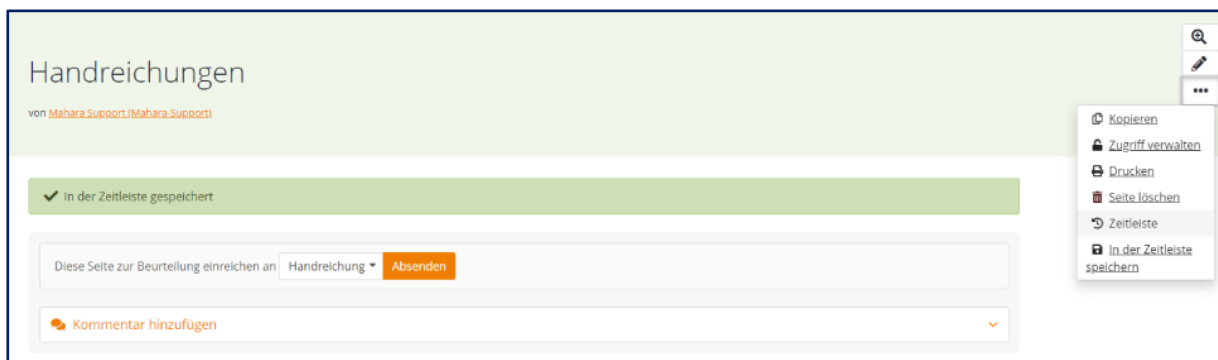 Handreichungen
von Mahara Support (Mahara-Support)
Kopieren
Zugriff verwalten
Drucken
Seite löschen
Zeitleiste
In der Zeitleiste
speichern
In der Zeitleiste gespeichert
Diese Seite zur Beurteilung einreichen an Handreichung Absenden
Kommentar hinzufügen